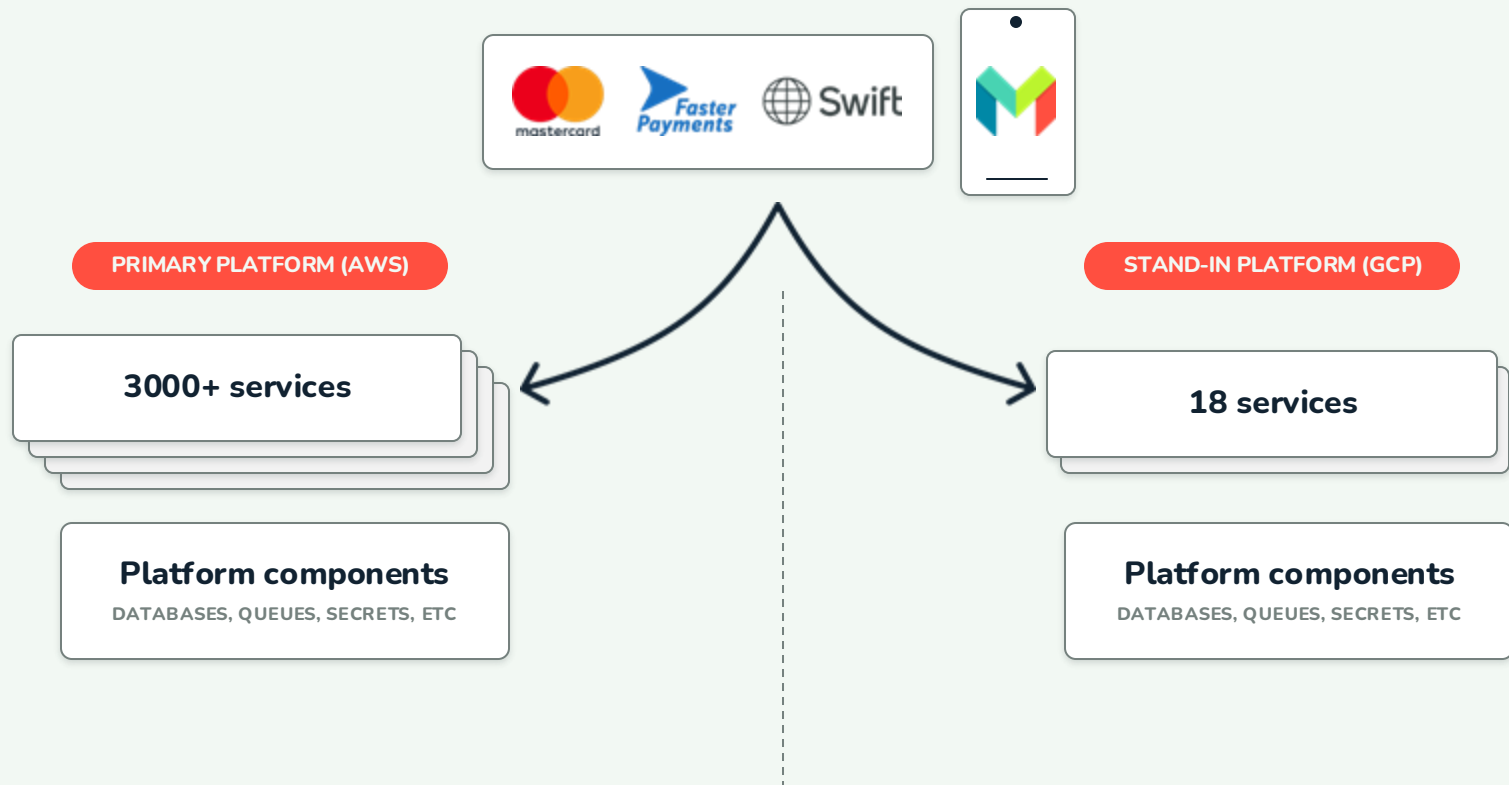 mastercard
Faster
Payments
Swift
PRIMARY PLATFORM (AWS)
STAND-IN PLATFORM (GCP)
3000+ services
18 services
Platform components
DATABASES, QUEUES, SECRETS, ETC
Platform components
DATABASES, QUEUES, SECRETS, ETC